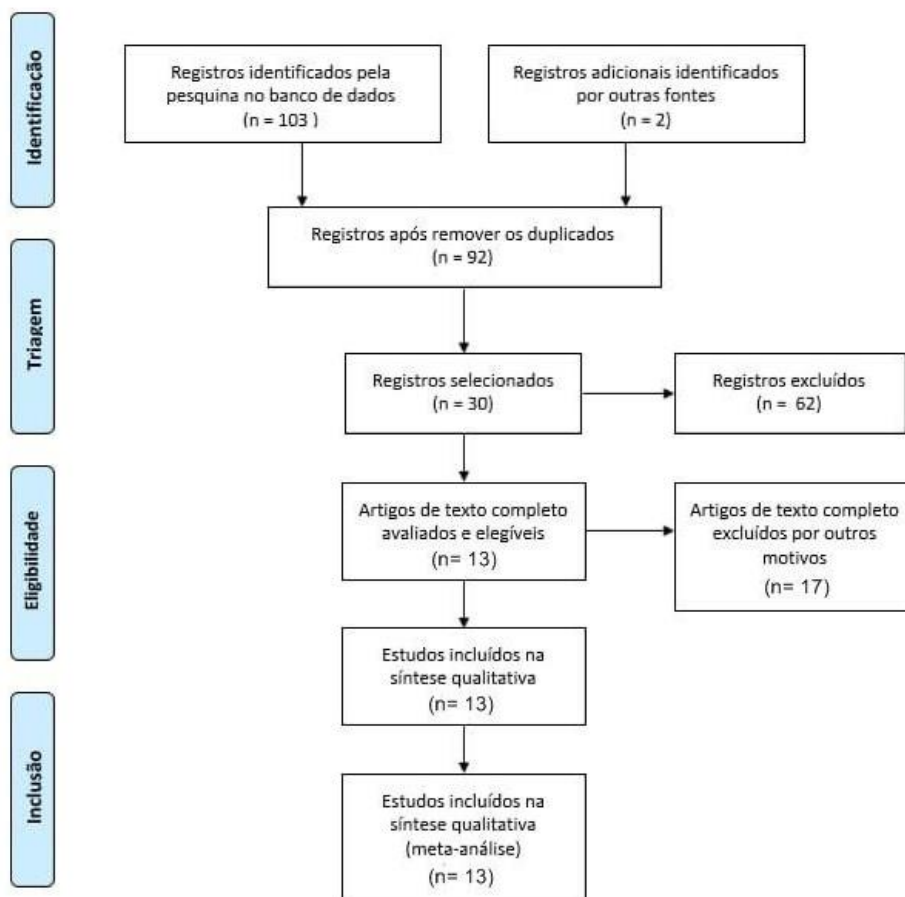 Identificação
Registros identificados pela
pesquina no banco de dados
(n = 103 )
Registros adicionais identificados
por outras fontes
(n = 2)
Registros após remover os duplicados
(n = 92)
Triagem
Registros selecionados
(n = 30)
Registros excluídos
(n = 62)
Eligibilidade
Artigos de texto completo
avaliados e elegíveis
(n= 13)
Artigos de texto completo
excluídos por outros
motivos
(n= 17)
Estudos incluídos na
síntese qualitativa
(n= 13)
Inclusão
Estudos incluídos na
síntese qualitativa
(meta-análise)
(n= 13)